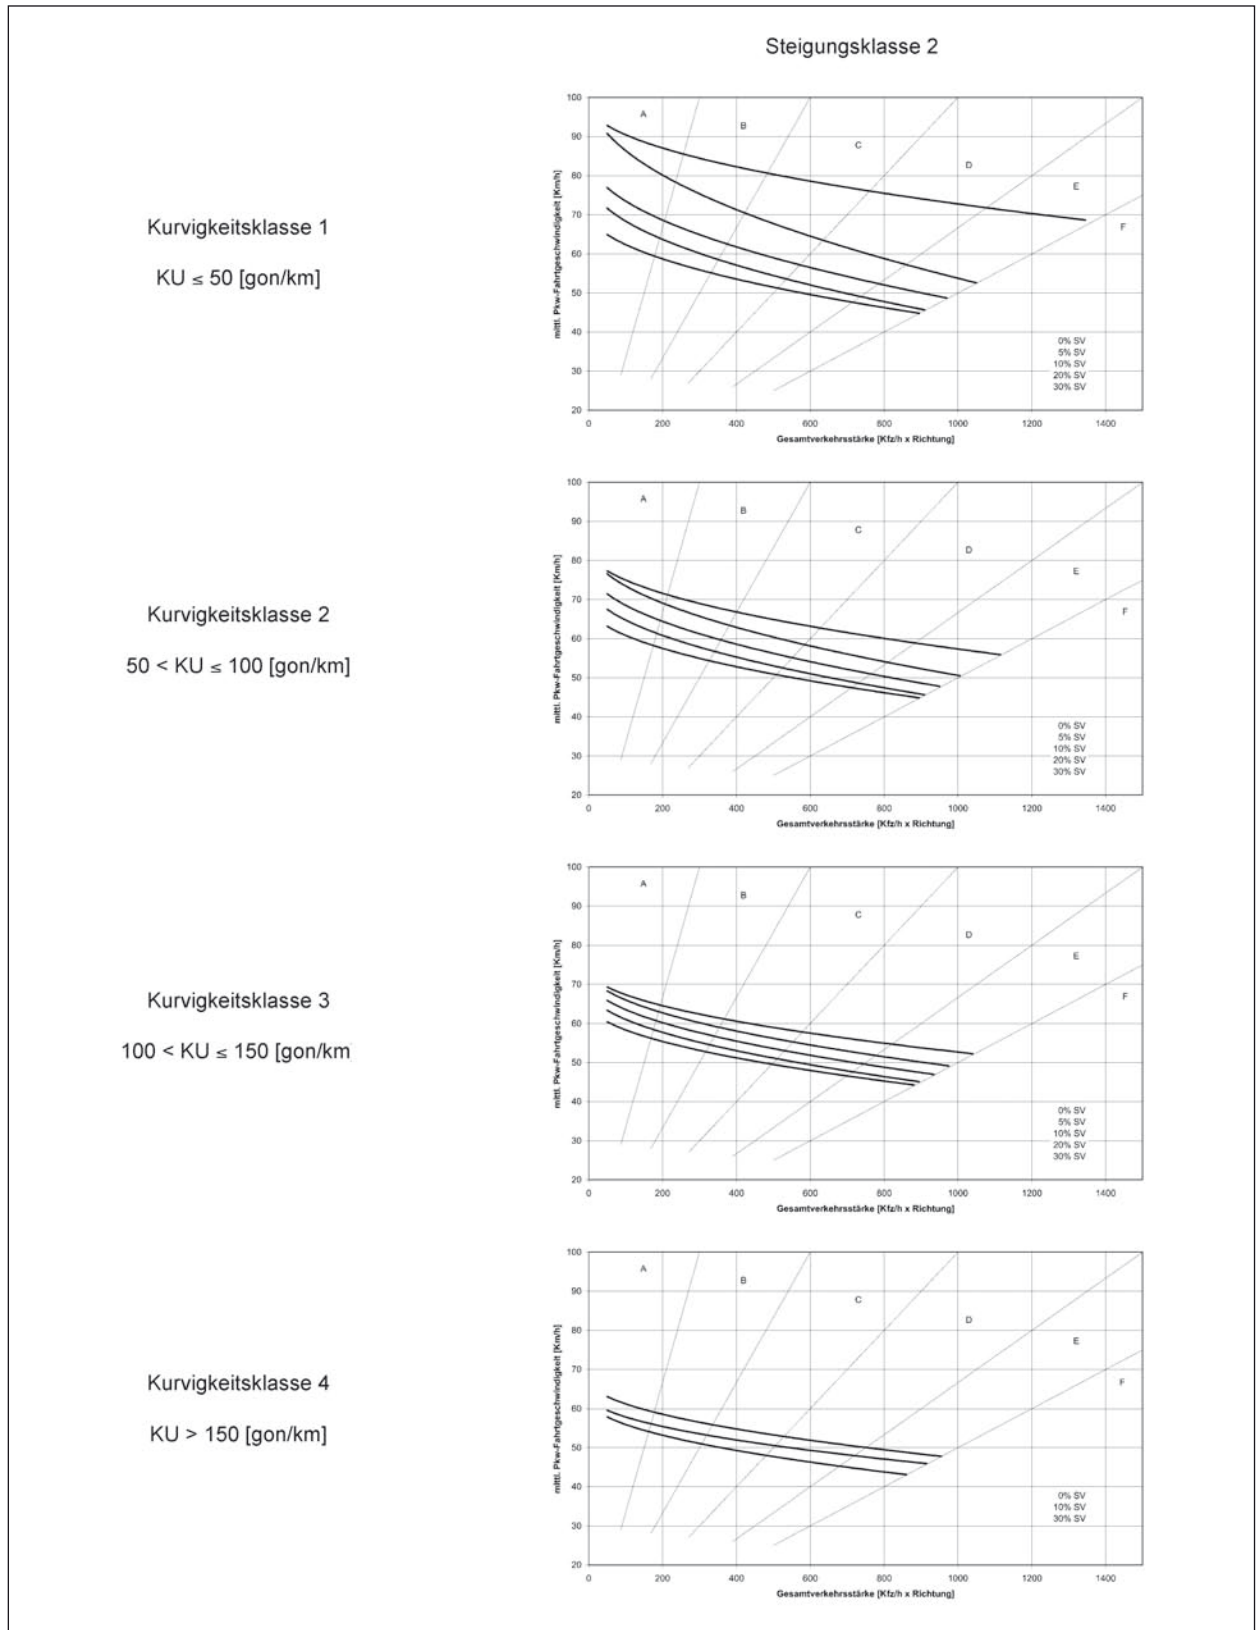 Steigungsklasse 2
Kurvigkeitsklasse 1
KU ≤ 50 [gon/km]
mittl. Pkw-Fahrtgeschwindigkeit [Km/h]
100
90
80
70
60
50
40
30
20
A
B
C
D
E
F
0% SV
5% SV
10% SV
20% SV
30% SV
0 200 400 600 800 1000 1200 1400
Gesamtverkehrsstärke [Kfz/h x Richtung]
Kurvigkeitsklasse 2
50 < KU ≤ 100 [gon/km]
mittl. Pkw-Fahrtgeschwindigkeit [Km/h]
100
90
80
70
60
50
40
30
20
A
B
C
D
E
F
0% SV
5% SV
10% SV
20% SV
30% SV
0 200 400 600 800 1000 1200 1400
Gesamtverkehrsstärke [Kfz/h x Richtung]
Kurvigkeitsklasse 3
100 < KU ≤ 150 [gon/km
mittl. Pkw-Fahrtgeschwindigkeit [Km/h]
100
90
80
70
60
50
40
30
20
A
B
C
D
E
F
0% SV
5% SV
10% SV
20% SV
30% SV
0 200 400 600 800 1000 1200 1400
Gesamtverkehrsstärke [Kfz/h x Richtung]
Kurvigkeitsklasse 4
KU > 150 [gon/km]
mittl. Pkw-Fahrtgeschwindigkeit [Km/h]
100
90
80
70
60
50
40
30
20
A
B
C
D
E
F
0% SV
10% SV
30% SV
0 200 400 600 800 1000 1200 1400
Gesamtverkehrsstärke [Kfz/h x Richtung]